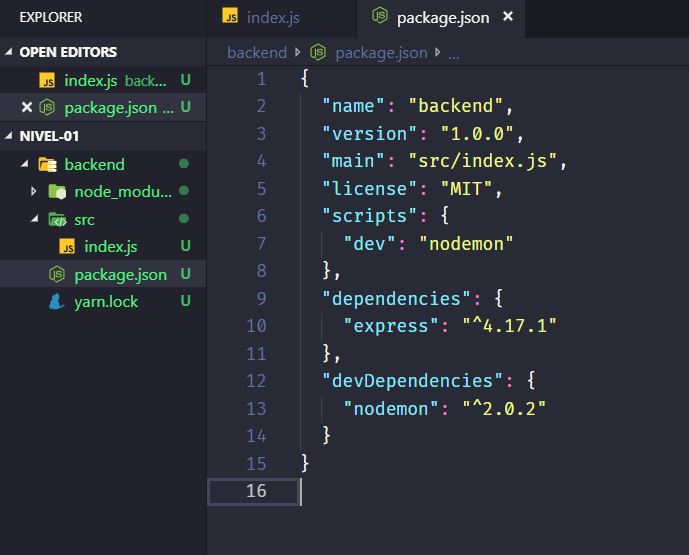 EXPLORER
OPEN EDITORS
JS index.js back... U
package.json ... U
NIVEL-01
backend
node_modu...
src
JS index.js U
package.json U
yarn.lock U
JS index.js
package.json ×
backend > package.json > ...
1 {
2 "name": "backend",
3 "version": "1.0.0",
4 "main": "src/index.js",
5 "license": "MIT",
6 "scripts": {
7 "dev": "nodemon"
8 },
9 "dependencies": {
10 "express": "^4.17.1"
11 },
12 "devDependencies": {
13 "nodemon": "^2.0.2"
14 }
15 }
16